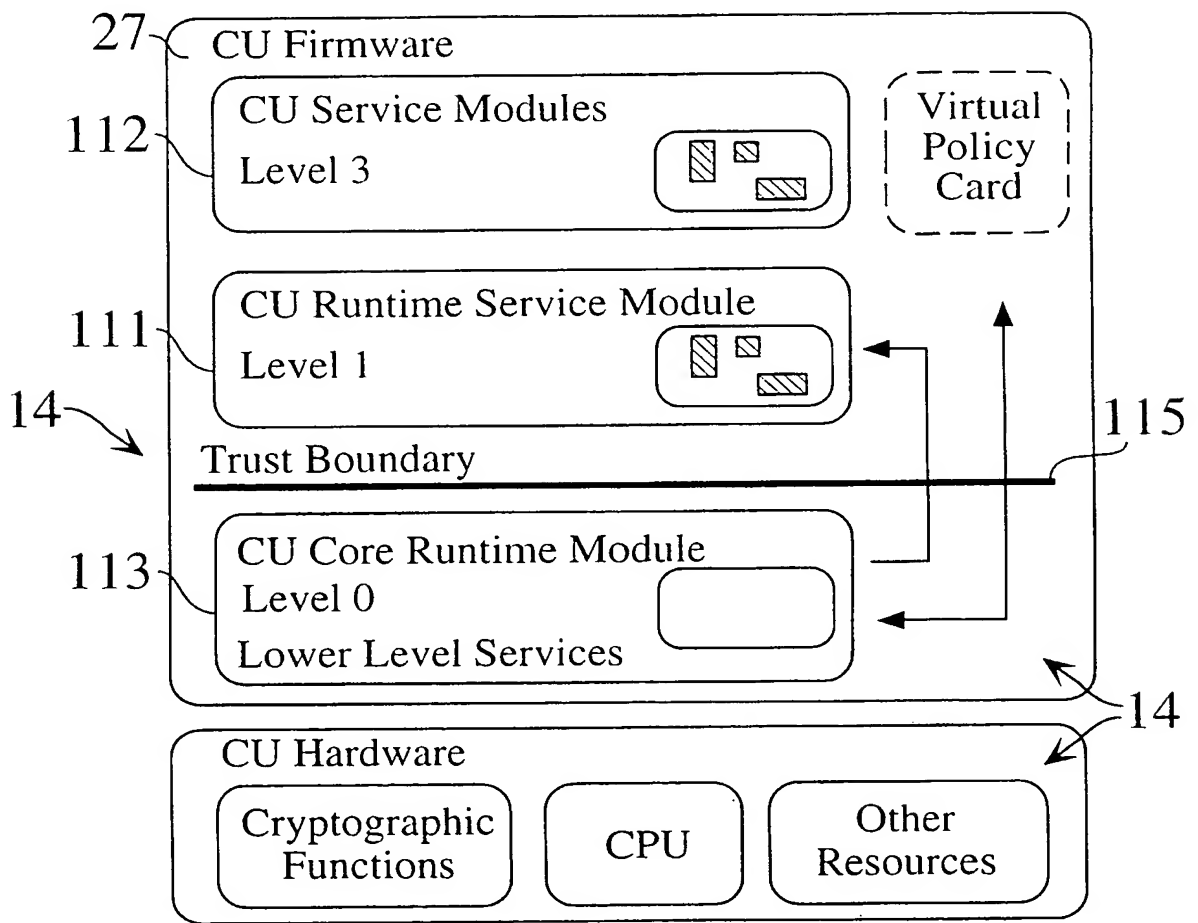 27
CU Firmware
CU Service Modules
112
Level 3
Virtual
Policy
Card
CU Runtime Service Module
111
Level 1
14
115
Trust Boundary
CU Core Runtime Module
113
Level 0
Lower Level Services
14
CU Hardware
Cryptographic
Functions
CPU
Other
Resources